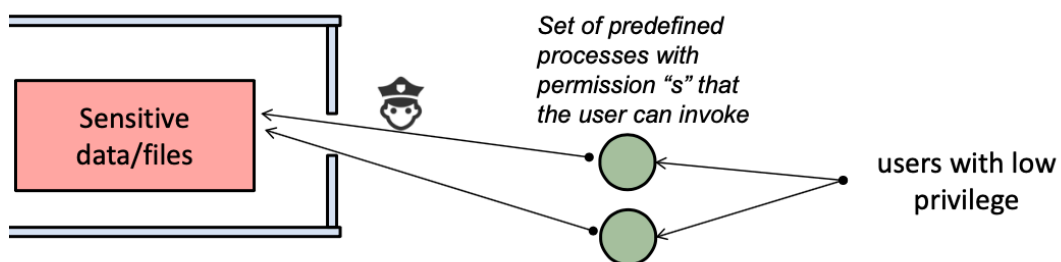 Set of predefined
processes with
permission “s” that
the user can invoke
Sensitive
data/files
users with low
privilege